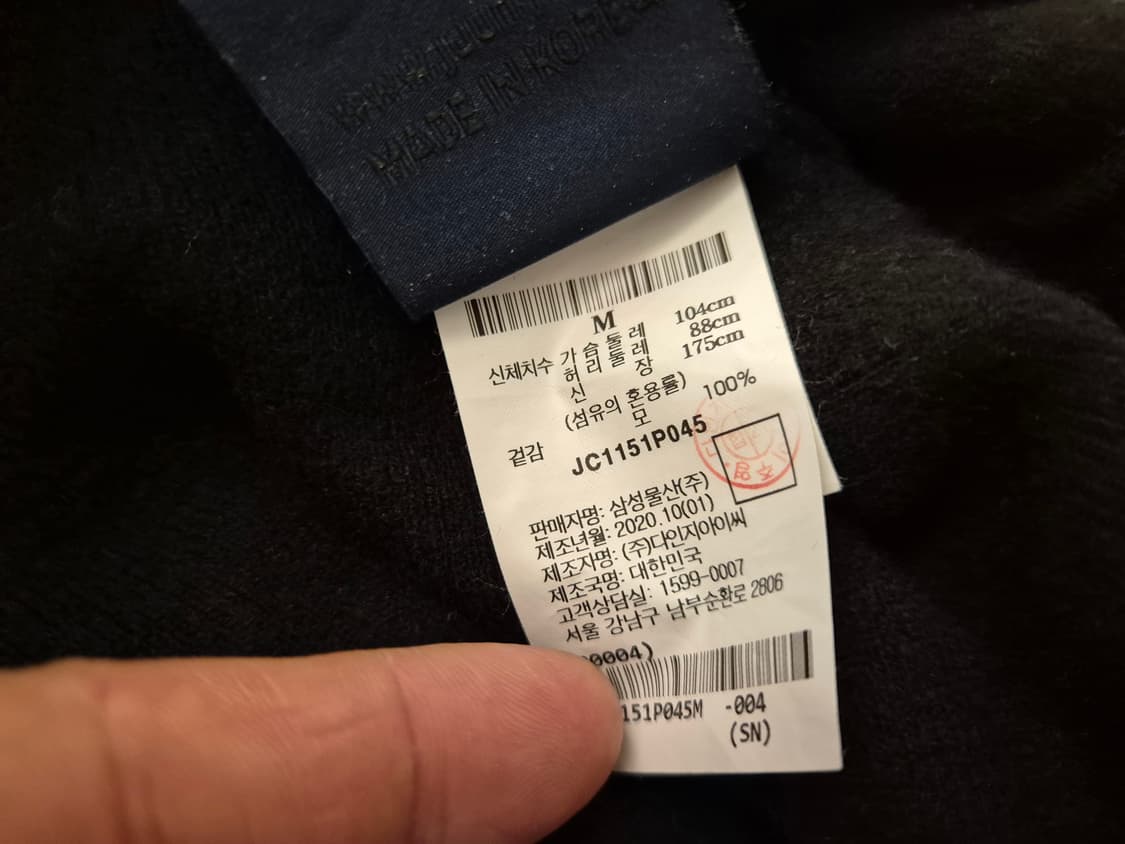 MADE IN KOREA
M
신체치수 가슴둘레 104cm
허리둘레 88cm
신장 175cm
(섬유의 혼용률)
겉감 모 100%
JC1151P045
판매자명: 삼성물산(주)
제조년월: 2020.10(01)
제조자명: (주)다인지아이씨
제조국명: 대한민국
고객상담실: 1599-0007
서울 강남구 남부순환로 2806
0004)
151P045M -004
(SN)